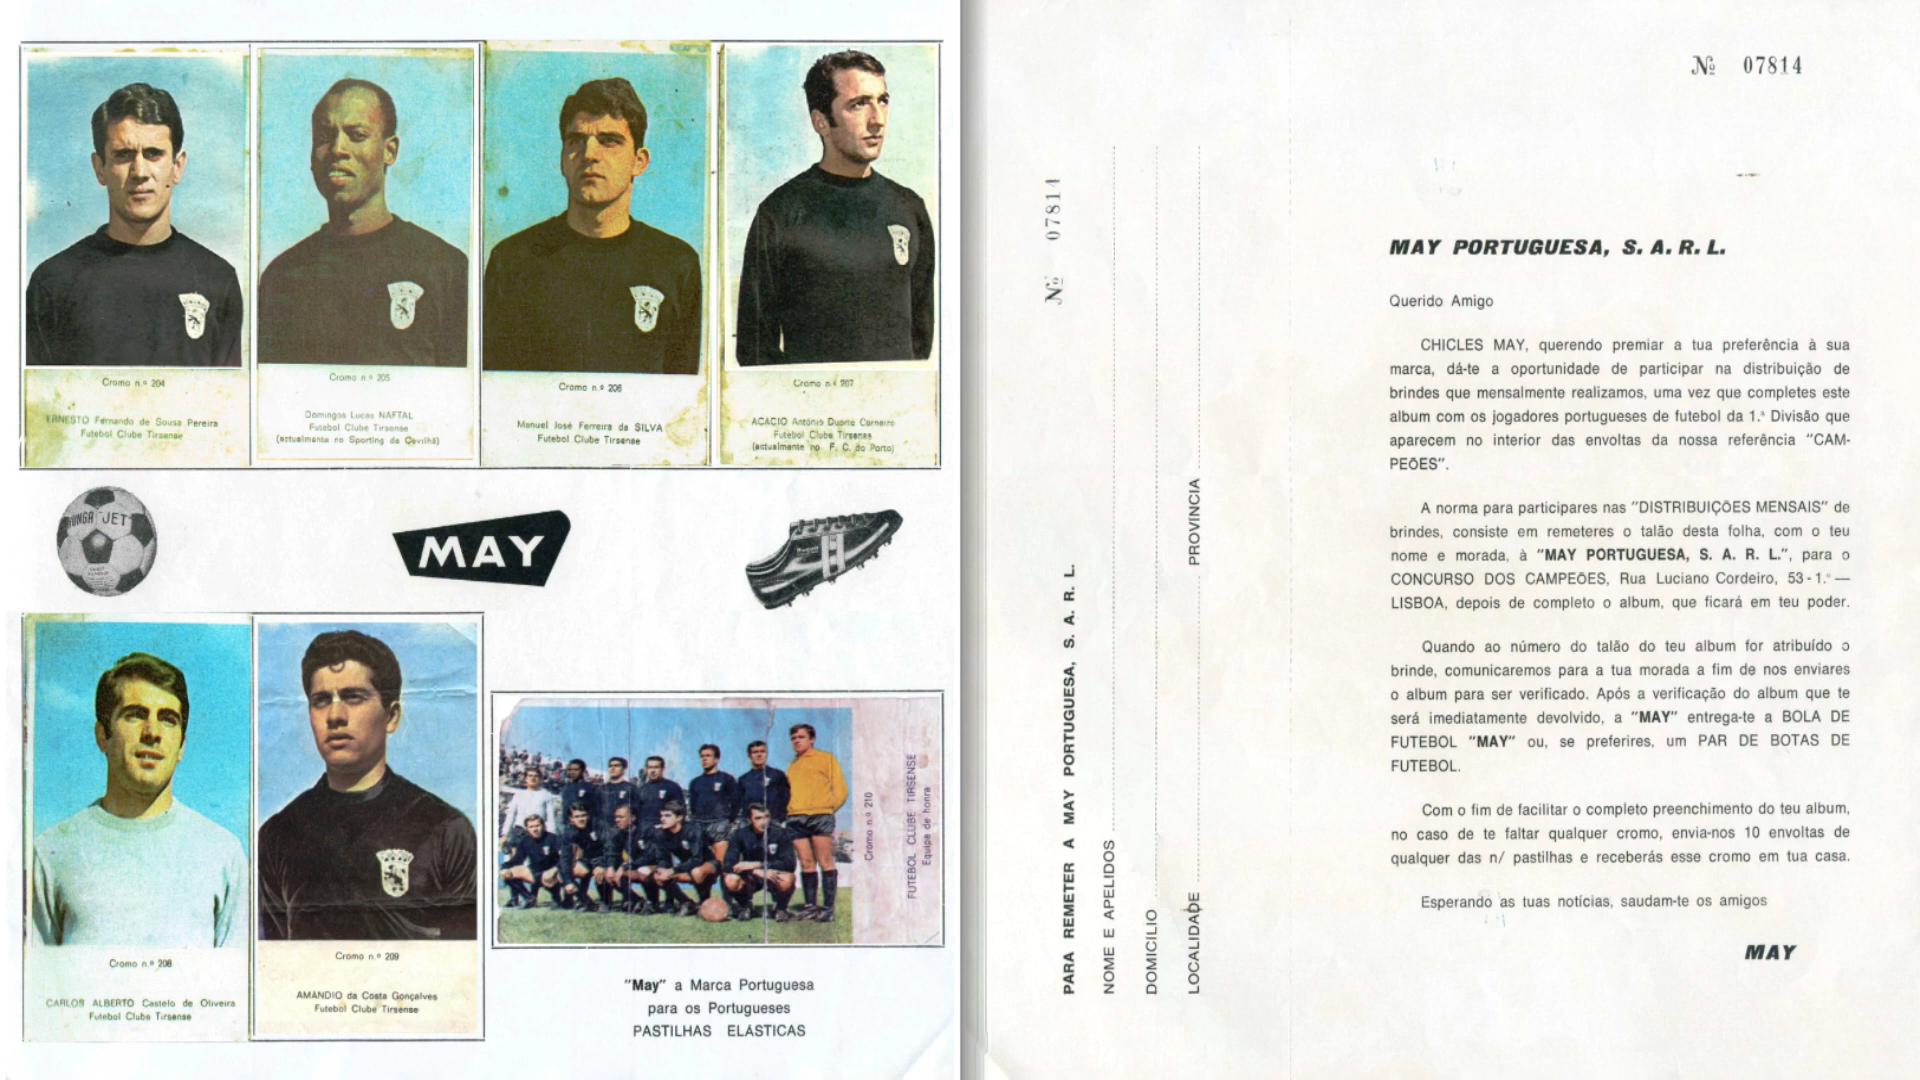 Cromo n.º 204
ERNESTO Fernando de Sousa Pereira
Futebol Clube Tirsense
Cromo n.º 205
Domingos Lucas NAFTAL
Futebol Clube Tirsense
(actualmente no Sporting da Covilhã)
Cromo n.º 206
Manuel José Ferreira da SILVA
Futebol Clube Tirsense
Cromo n.º 207
ACÁCIO António Duarte Carneiro
Futebol Clube Tirsense
(actualmente no F. C. do Porto)
JET
MAY
Cromo n.º 208
CARLOS ALBERTO Castelo de Oliveira
Futebol Clube Tirsense
Cromo n.º 209
AMANDIO da Costa Gonçalves
Futebol Clube Tirsense
Cromo n.º 210
FUTEBOL CLUBE TIRSENSE
Equipa de honra
"May" a Marca Portuguesa
para os Portugueses
PASTILHAS ELÁSTICAS
Nº 07814
PARA REMETER A MAY PORTUGUESA, S. A. R. L.
NOME E APELIDOS
DOMICILIO
LOCALIDADE PROVINCIA
Nº 07814
MAY PORTUGUESA, S. A. R. L.
Querido Amigo
CHICLES MAY, querendo premiar a tua preferência à sua
marca, dá-te a oportunidade de participar na distribuição de
brindes que mensalmente realizamos, uma vez que completes este
album com os jogadores portugueses de futebol da 1.ª Divisão que
aparecem no interior das envoltas da nossa referência "CAM-
PEÕES".
A norma para participares nas "DISTRIBUIÇÕES MENSAIS" de
brindes, consiste em remeteres o talão desta folha, com o teu
nome e morada, à "MAY PORTUGUESA, S. A. R. L.", para o
CONCURSO DOS CAMPEÕES, Rua Luciano Cordeiro, 53-1.º —
LISBOA, depois de completo o album, que ficará em teu poder.
Quando ao número do talão do teu album for atribuído o
brinde, comunicaremos para a tua morada a fim de nos enviares
o album para ser verificado. Após a verificação do album que te
será imediatamente devolvido, a "MAY" entrega-te a BOLA DE
FUTEBOL "MAY" ou, se preferires, um PAR DE BOTAS DE
FUTEBOL.
Com o fim de facilitar o completo preenchimento do teu album,
no caso de te faltar qualquer cromo, envia-nos 10 envoltas de
qualquer das n/ pastilhas e receberás esse cromo em tua casa.
Esperando as tuas notícias, saudam-te os amigos
MAY